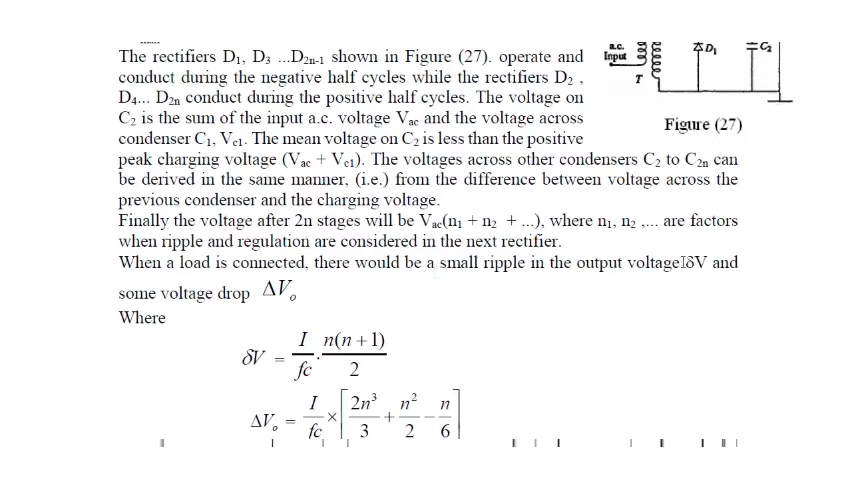 a.c.
Input
T
D₁
C₂
Figure (27)
The rectifiers D₁, D₃ ...D₂ₙ₋₁ shown in Figure (27). operate and
conduct during the negative half cycles while the rectifiers D₂ ,
D₄... D₂ₙ conduct during the positive half cycles. The voltage on
C₂ is the sum of the input a.c. voltage Vₐc and the voltage across
condenser C₁, Vc₁. The mean voltage on C₂ is less than the positive
peak charging voltage (Vₐc + Vc₁). The voltages across other condensers C₂ to C₂ₙ can
be derived in the same manner, (i.e.) from the difference between voltage across the
previous condenser and the charging voltage.
Finally the voltage after 2n stages will be Vₐc(n₁ + n₂ + ...), where n₁, n₂ ,... are factors
when ripple and regulation are considered in the next rectifier.
When a load is connected, there would be a small ripple in the output voltage δV and
some voltage drop ΔVₒ
Where
δV = I/fc · n(n+1)/2
ΔVₒ = I/fc × [2n³/3 + n²/2 − n/6]